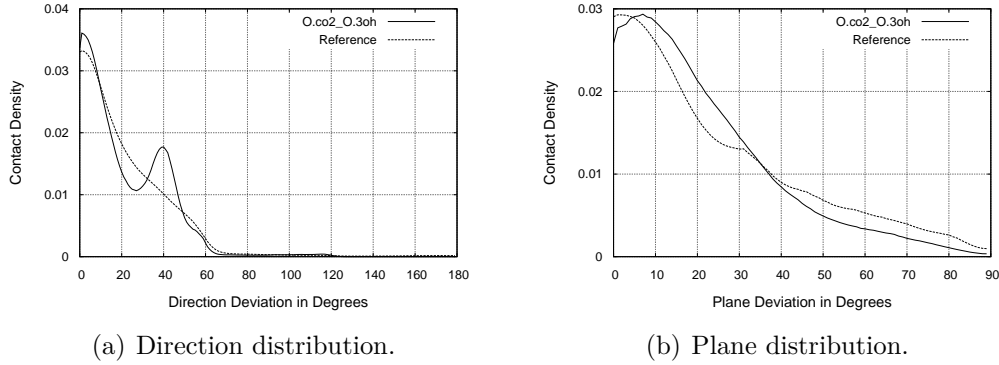 0.04
0.03
0.02
0.01
0
0 20 40 60 80 100 120 140 160 180
Contact Density
Direction Deviation in Degrees
O.co2_O.3oh
Reference
(a) Direction distribution.
0.03
0.02
0.01
0
0 10 20 30 40 50 60 70 80 90
Contact Density
Plane Deviation in Degrees
O.co2_O.3oh
Reference
(b) Plane distribution.